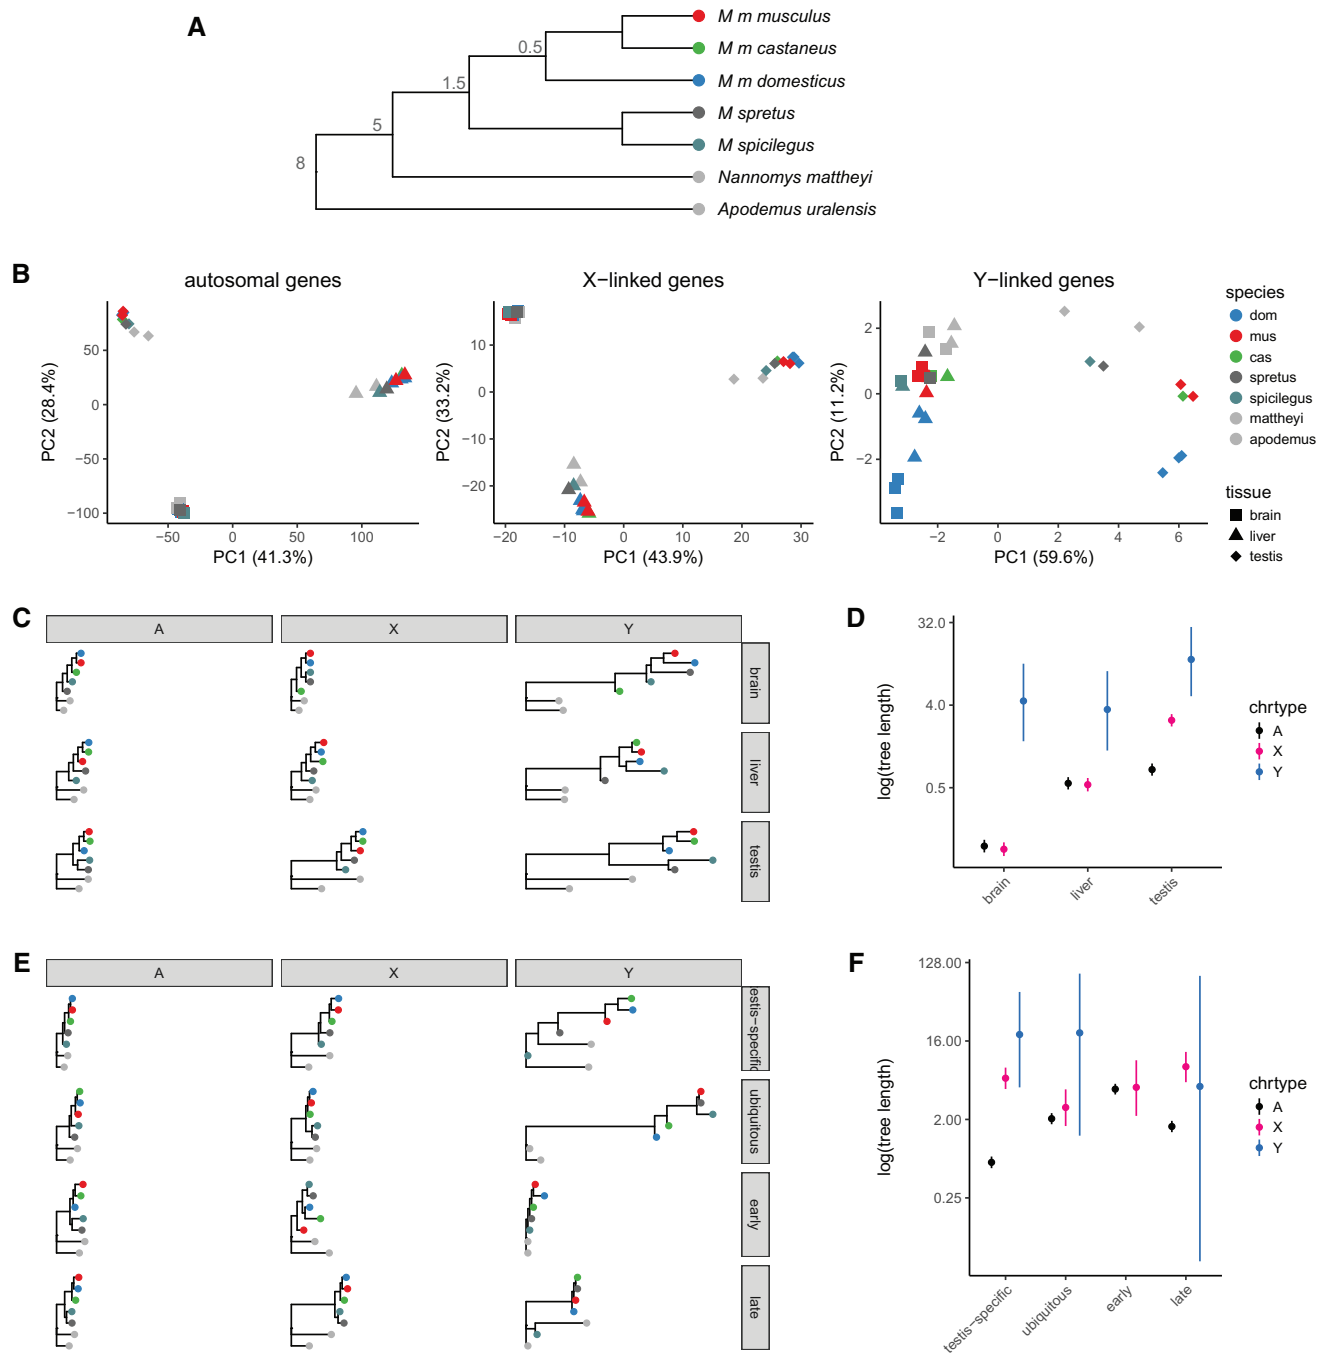 A
M m musculus
M m castaneus
M m domesticus
M spretus
M spicilegus
Nannomys mattheyi
Apodemus uralensis
0.5
1.5
5
8
B
autosomal genes
X−linked genes
Y−linked genes
PC2 (28.4%)
50
0
−50
−100
−50
0
50
100
PC1 (41.3%)
PC2 (33.2%)
10
0
−10
−20
−20
−10
0
10
20
30
PC1 (43.9%)
PC2 (11.2%)
2
0
−2
−2
0
2
4
6
PC1 (59.6%)
species
dom
mus
cas
spretus
spicilegus
mattheyi
apodemus
tissue
brain
liver
testis
C
A
X
Y
brain
liver
testis
D
log(tree length)
32.0
4.0
0.5
brain
liver
testis
chrtype
A
X
Y
E
A
X
Y
estis−specific
ubiquitous
early
late
F
log(tree length)
128.00
16.00
2.00
0.25
testis−specific
ubiquitous
early
late
chrtype
A
X
Y